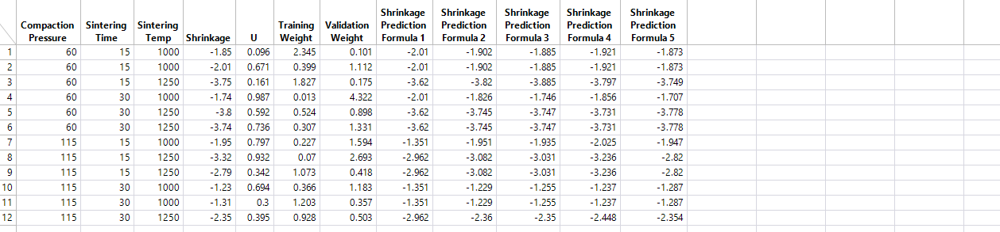 Compaction Pressure Sintering Time Sintering Temp Shrinkage U Training Weight Validation Weight Shrinkage Prediction Formula 1 Shrinkage Prediction Formula 2 Shrinkage Prediction Formula 3 Shrinkage Prediction Formula 4 Shrinkage Prediction Formula 5
1 60 15 1000 -1.85 0.096 2.345 0.101 -2.01 -1.902 -1.885 -1.921 -1.873
2 60 15 1000 -2.01 0.671 0.399 1.112 -2.01 -1.902 -1.885 -1.921 -1.873
3 60 15 1250 -3.75 0.161 1.827 0.175 -3.62 -3.82 -3.885 -3.797 -3.749
4 60 30 1000 -1.74 0.987 0.013 4.322 -2.01 -1.826 -1.746 -1.856 -1.707
5 60 30 1250 -3.8 0.592 0.524 0.898 -3.62 -3.745 -3.747 -3.731 -3.778
6 60 30 1250 -3.74 0.736 0.307 1.331 -3.62 -3.745 -3.747 -3.731 -3.778
7 115 15 1000 -1.95 0.797 0.227 1.594 -1.351 -1.951 -1.935 -2.025 -1.947
8 115 15 1250 -3.32 0.932 0.07 2.693 -2.962 -3.082 -3.031 -3.236 -2.82
9 115 15 1250 -2.79 0.342 1.073 0.418 -2.962 -3.082 -3.031 -3.236 -2.82
10 115 30 1000 -1.23 0.694 0.366 1.183 -1.351 -1.229 -1.255 -1.237 -1.287
11 115 30 1000 -1.31 0.3 1.203 0.357 -1.351 -1.229 -1.255 -1.237 -1.287
12 115 30 1250 -2.35 0.395 0.928 0.503 -2.962 -2.36 -2.35 -2.448 -2.354